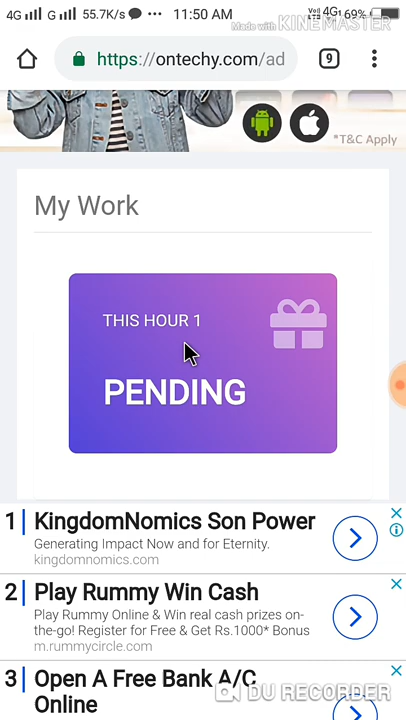 4G G 55.7K/s 11:50 AM 4G 69%
Made with KINEMASTER
https://ontechy.com/ad
9
*T&C Apply
My Work
THIS HOUR 1
PENDING
1 KingdomNomics Son Power
Generating Impact Now and for Eternity.
kingdomnomics.com
2 Play Rummy Win Cash
Play Rummy Online & Win real cash prizes on-
the-go! Register for Free & Get Rs.1000* Bonus
m.rummycircle.com
3 Open A Free Bank A/C
Online
DU RECORDER